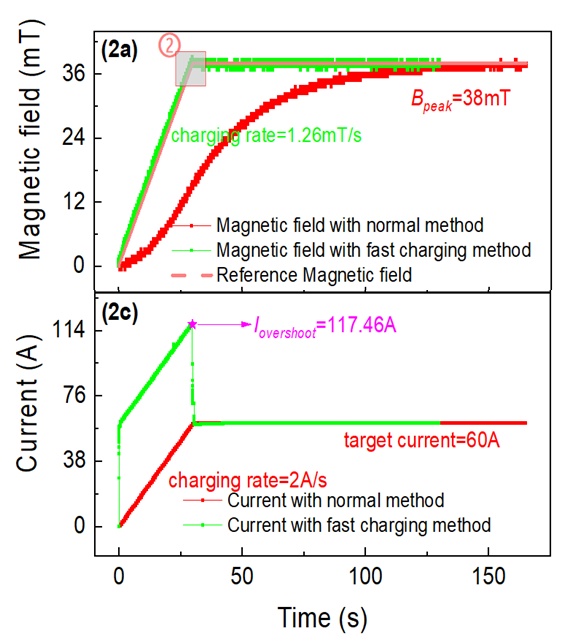 (2a)
2
Magnetic field (mT)
36
24
12
0
B_peak=38mT
charging rate=1.26mT/s
Magnetic field with normal method
Magnetic field with fast charging method
Reference Magnetic field
(2c)
Current (A)
114
76
38
0
I_overshoot=117.46A
target current=60A
charging rate=2A/s
Current with normal method
Current with fast charging method
0 50 100 150
Time (s)